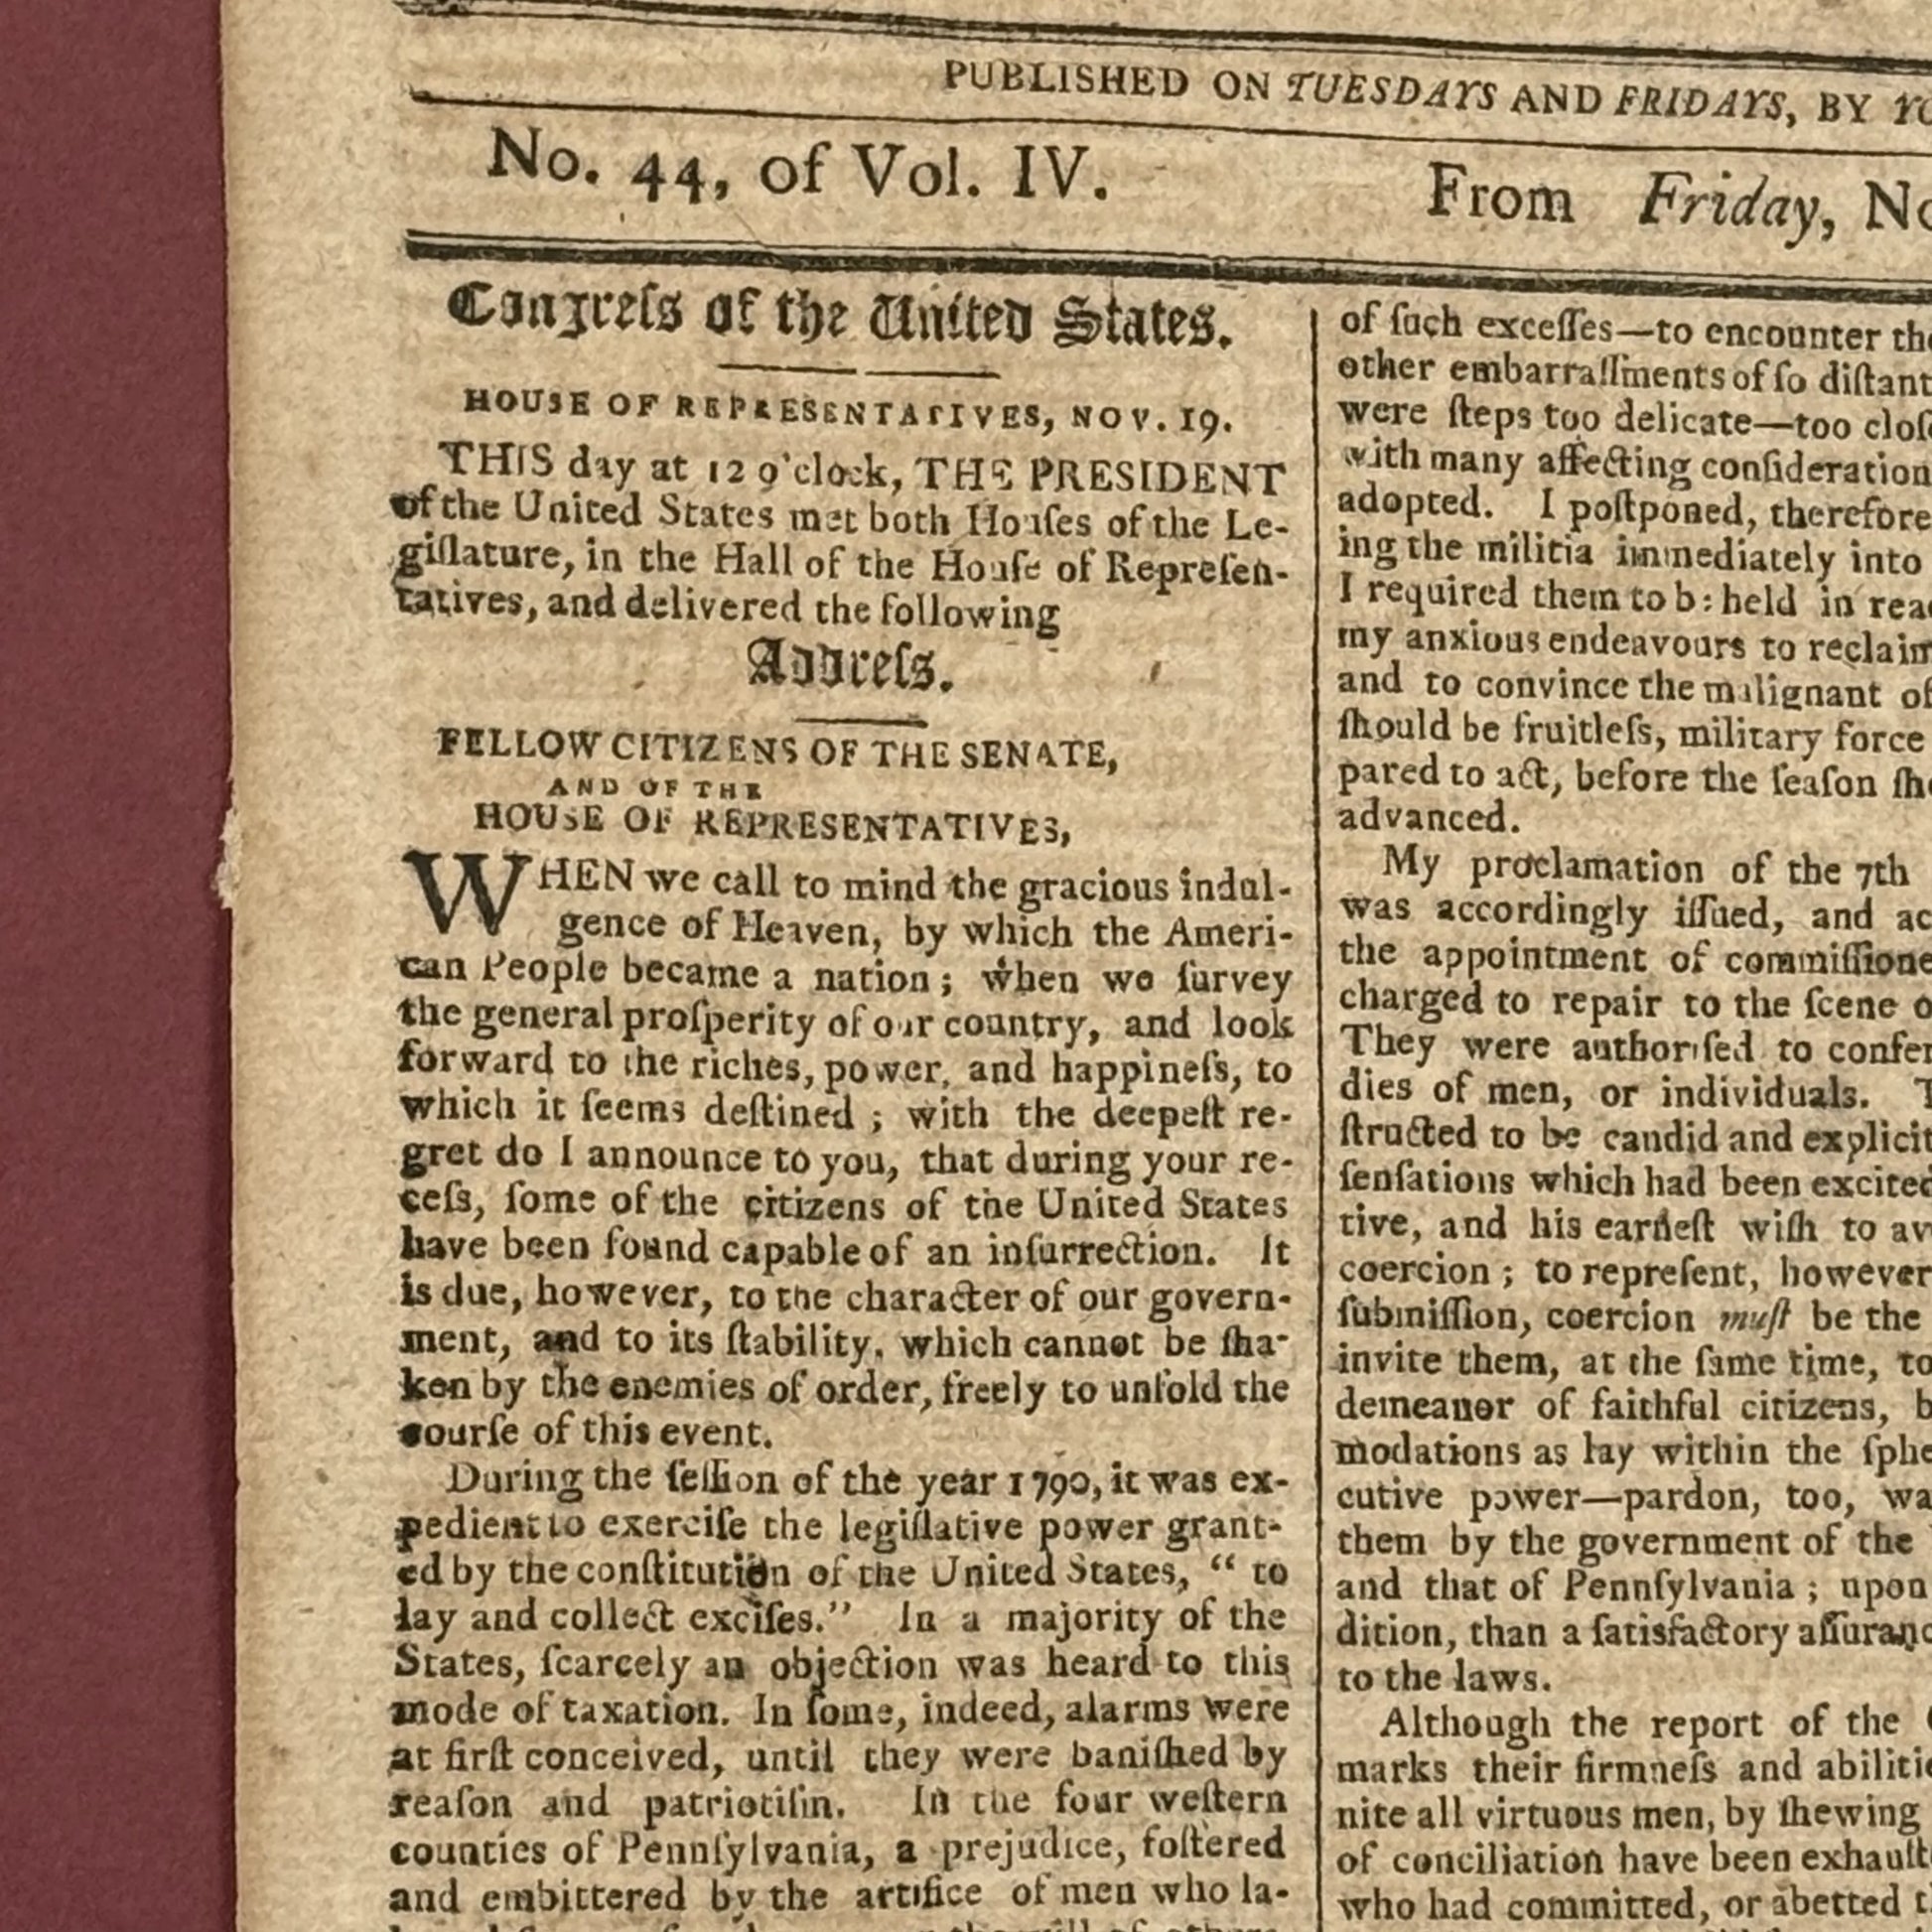 PUBLISHED ON TUESDAYS AND FRIDAYS, BY
No. 44, of Vol. IV.
From Friday,
Congreſs of the United States.
HOUSE OF REPRESENTATIVES, NOV. 19.
THIS day at 12 o'clock, THE PRESIDENT
of the United States met both Houſes of the Le-
giſlature, in the Hall of the Houſe of Repreſen-
tatives, and delivered the following
Addreſs.
FELLOW CITIZENS OF THE SENATE,
AND OF THE
HOUSE OF REPRESENTATIVES,
WHEN we call to mind the gracious indul-
gence of Heaven, by which the Ameri-
can People became a nation; when we ſurvey
the general proſperity of our country, and look
forward to the riches, power, and happineſs, to
which it ſeems deſtined; with the deepeſt re-
gret do I announce to you, that during your re-
ceſs, ſome of the citizens of the United States
have been found capable of an inſurrection. It
is due, however, to the character of our govern-
ment, and to its ſtability, which cannot be ſha-
ken by the enemies of order, freely to unfold the
courſe of this event.
During the ſeſſion of the year 1790, it was ex-
pedient to exerciſe the legiſlative power grant-
ed by the conſtitution of the United States, “ to
lay and collect exciſes.” In a majority of the
States, ſcarcely an objection was heard to this
mode of taxation. In ſome, indeed, alarms were
at firſt conceived, until they were baniſhed by
reaſon and patriotiſm. In the four weſtern
counties of Pennſylvania, a prejudice, foſtered
and embittered by the artifice of men who la-
of ſuch exceſſes—to encounter
other embarraſſments of ſo diſtant
were ſteps too delicate—too
with many affecting conſideration
adopted. I poſtponed, therefore
ing the militia immediately into
I required them to be held in
my anxious endeavours to reclaim
and to convince the malignant
ſhould be fruitleſs, military force
pared to act, before the ſeaſon
advanced.
My proclamation of the 7th
was accordingly iſſued, and
the appointment of commiſſione
charged to repair to the ſcene
They were authoriſed to confer
dies of men, or individuals.
ſtructed to be candid and explicit
ſenſations which had been excited
tive, and his earneſt wiſh to
coercion; to repreſent, however
ſubmiſſion, coercion muſt be the
invite them, at the ſame time, to
demeanor of faithful citizens,
modations as lay within the
cutive power—pardon, too,
them by the government of the
and that of Pennſylvania; upon
dition, than a ſatisfactory aſſuranc
to the laws.
Although the report of the
marks their firmneſs and abilitie
nite all virtuous men, by ſhewing
of conciliation have been exhauſt
who had committed, or abetted